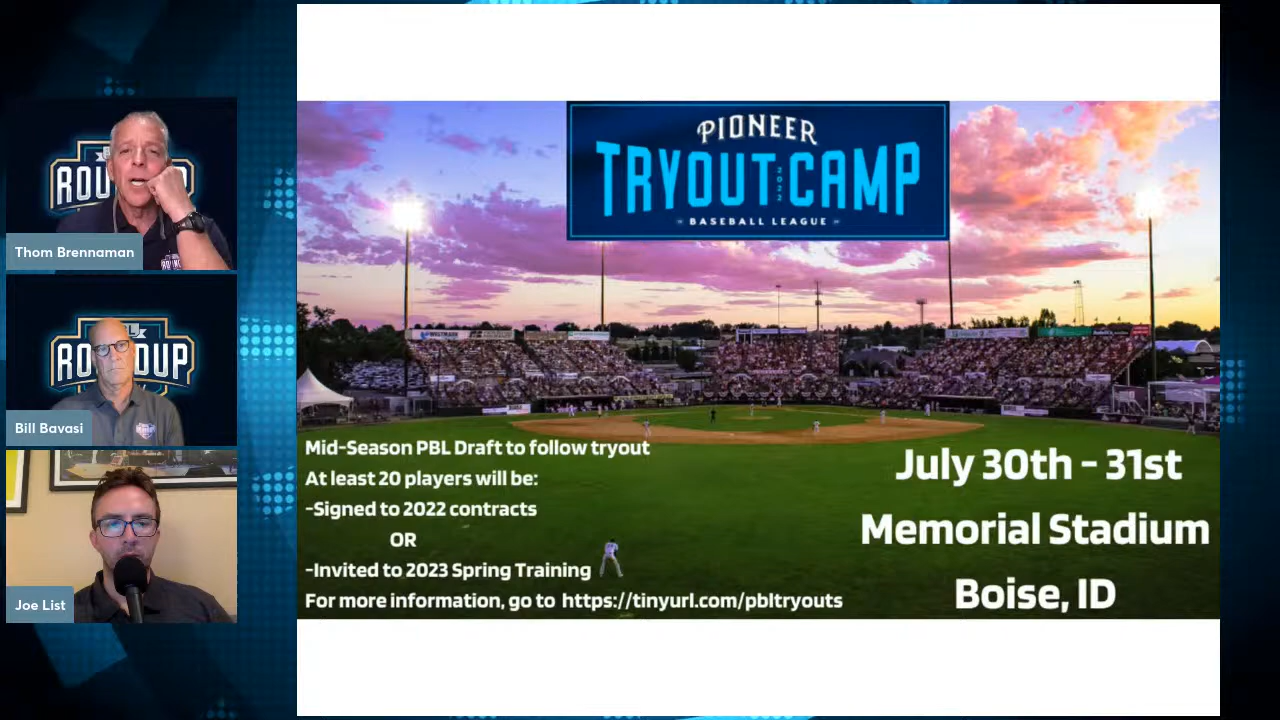 ROU
Thom Brennaman
ROUNDUP
Bill Bavasi
Joe List
PIONEER
TRYOUT CAMP
2022
BASEBALL LEAGUE
Mid-Season PBL Draft to follow tryout
At least 20 players will be:
-Signed to 2022 contracts
OR
-Invited to 2023 Spring Training
For more information, go to https://tinyurl.com/pbltryouts
July 30th - 31st
Memorial Stadium
Boise, ID